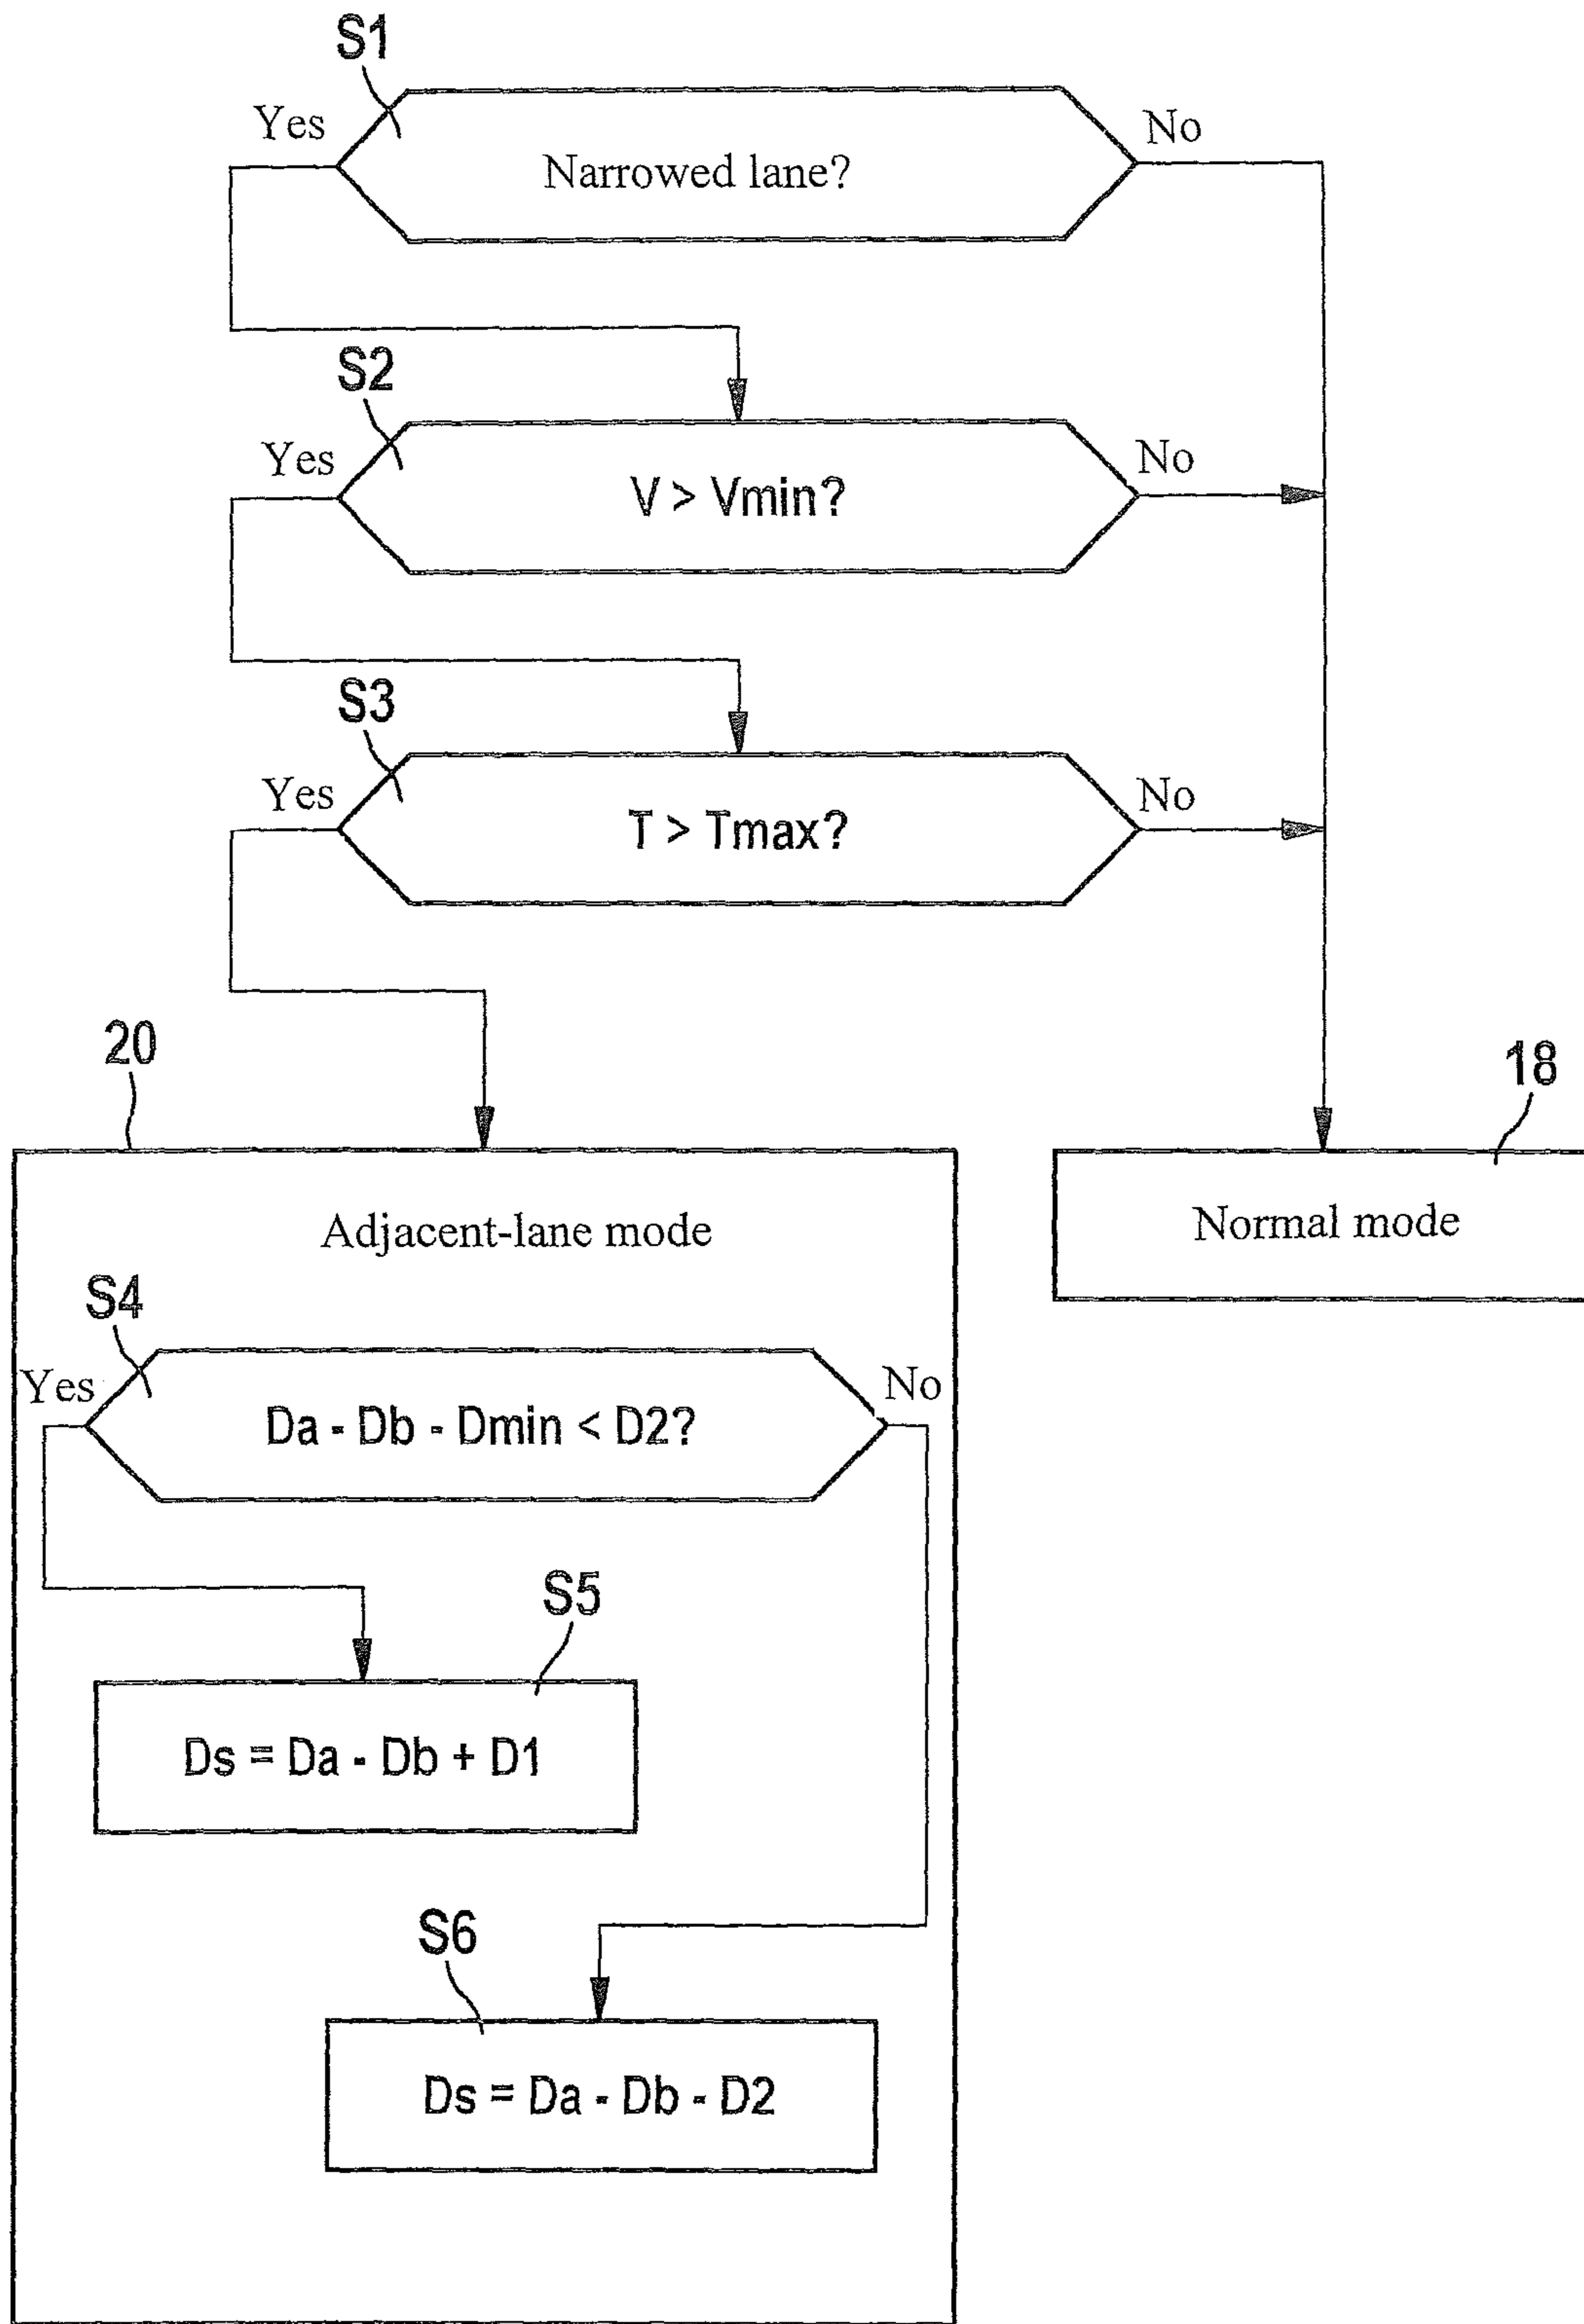 S1
Yes
No
Narrowed lane?
S2
Yes
No
V > Vmin?
S3
Yes
No
T > Tmax?
20
18
Adjacent-lane mode
Normal mode
S4
Yes
No
Da - Db - Dmin < D2?
S5
Ds = Da - Db + D1
S6
Ds = Da - Db - D2